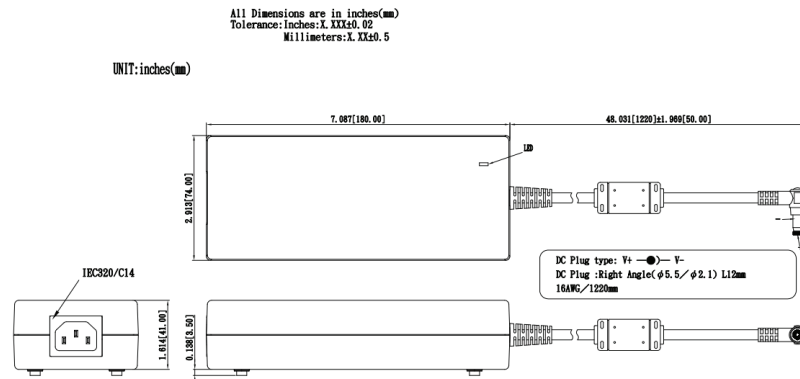 All Dimensions are in inches(mm)
Tolerance:Inches:X.XXX±0.02
Millimeters:X.XX±0.5
UNIT:inches(mm)
7.087[180.00]
48.031[1220]±1.969[50.00]
LED
2.913[74.00]
DC Plug type: V+ V-
DC Plug :Right Angle(φ5.5／φ2.1) L12mm
16AWG／1220mm
IEC320/C14
1.614[41.00]
0.138[3.50]